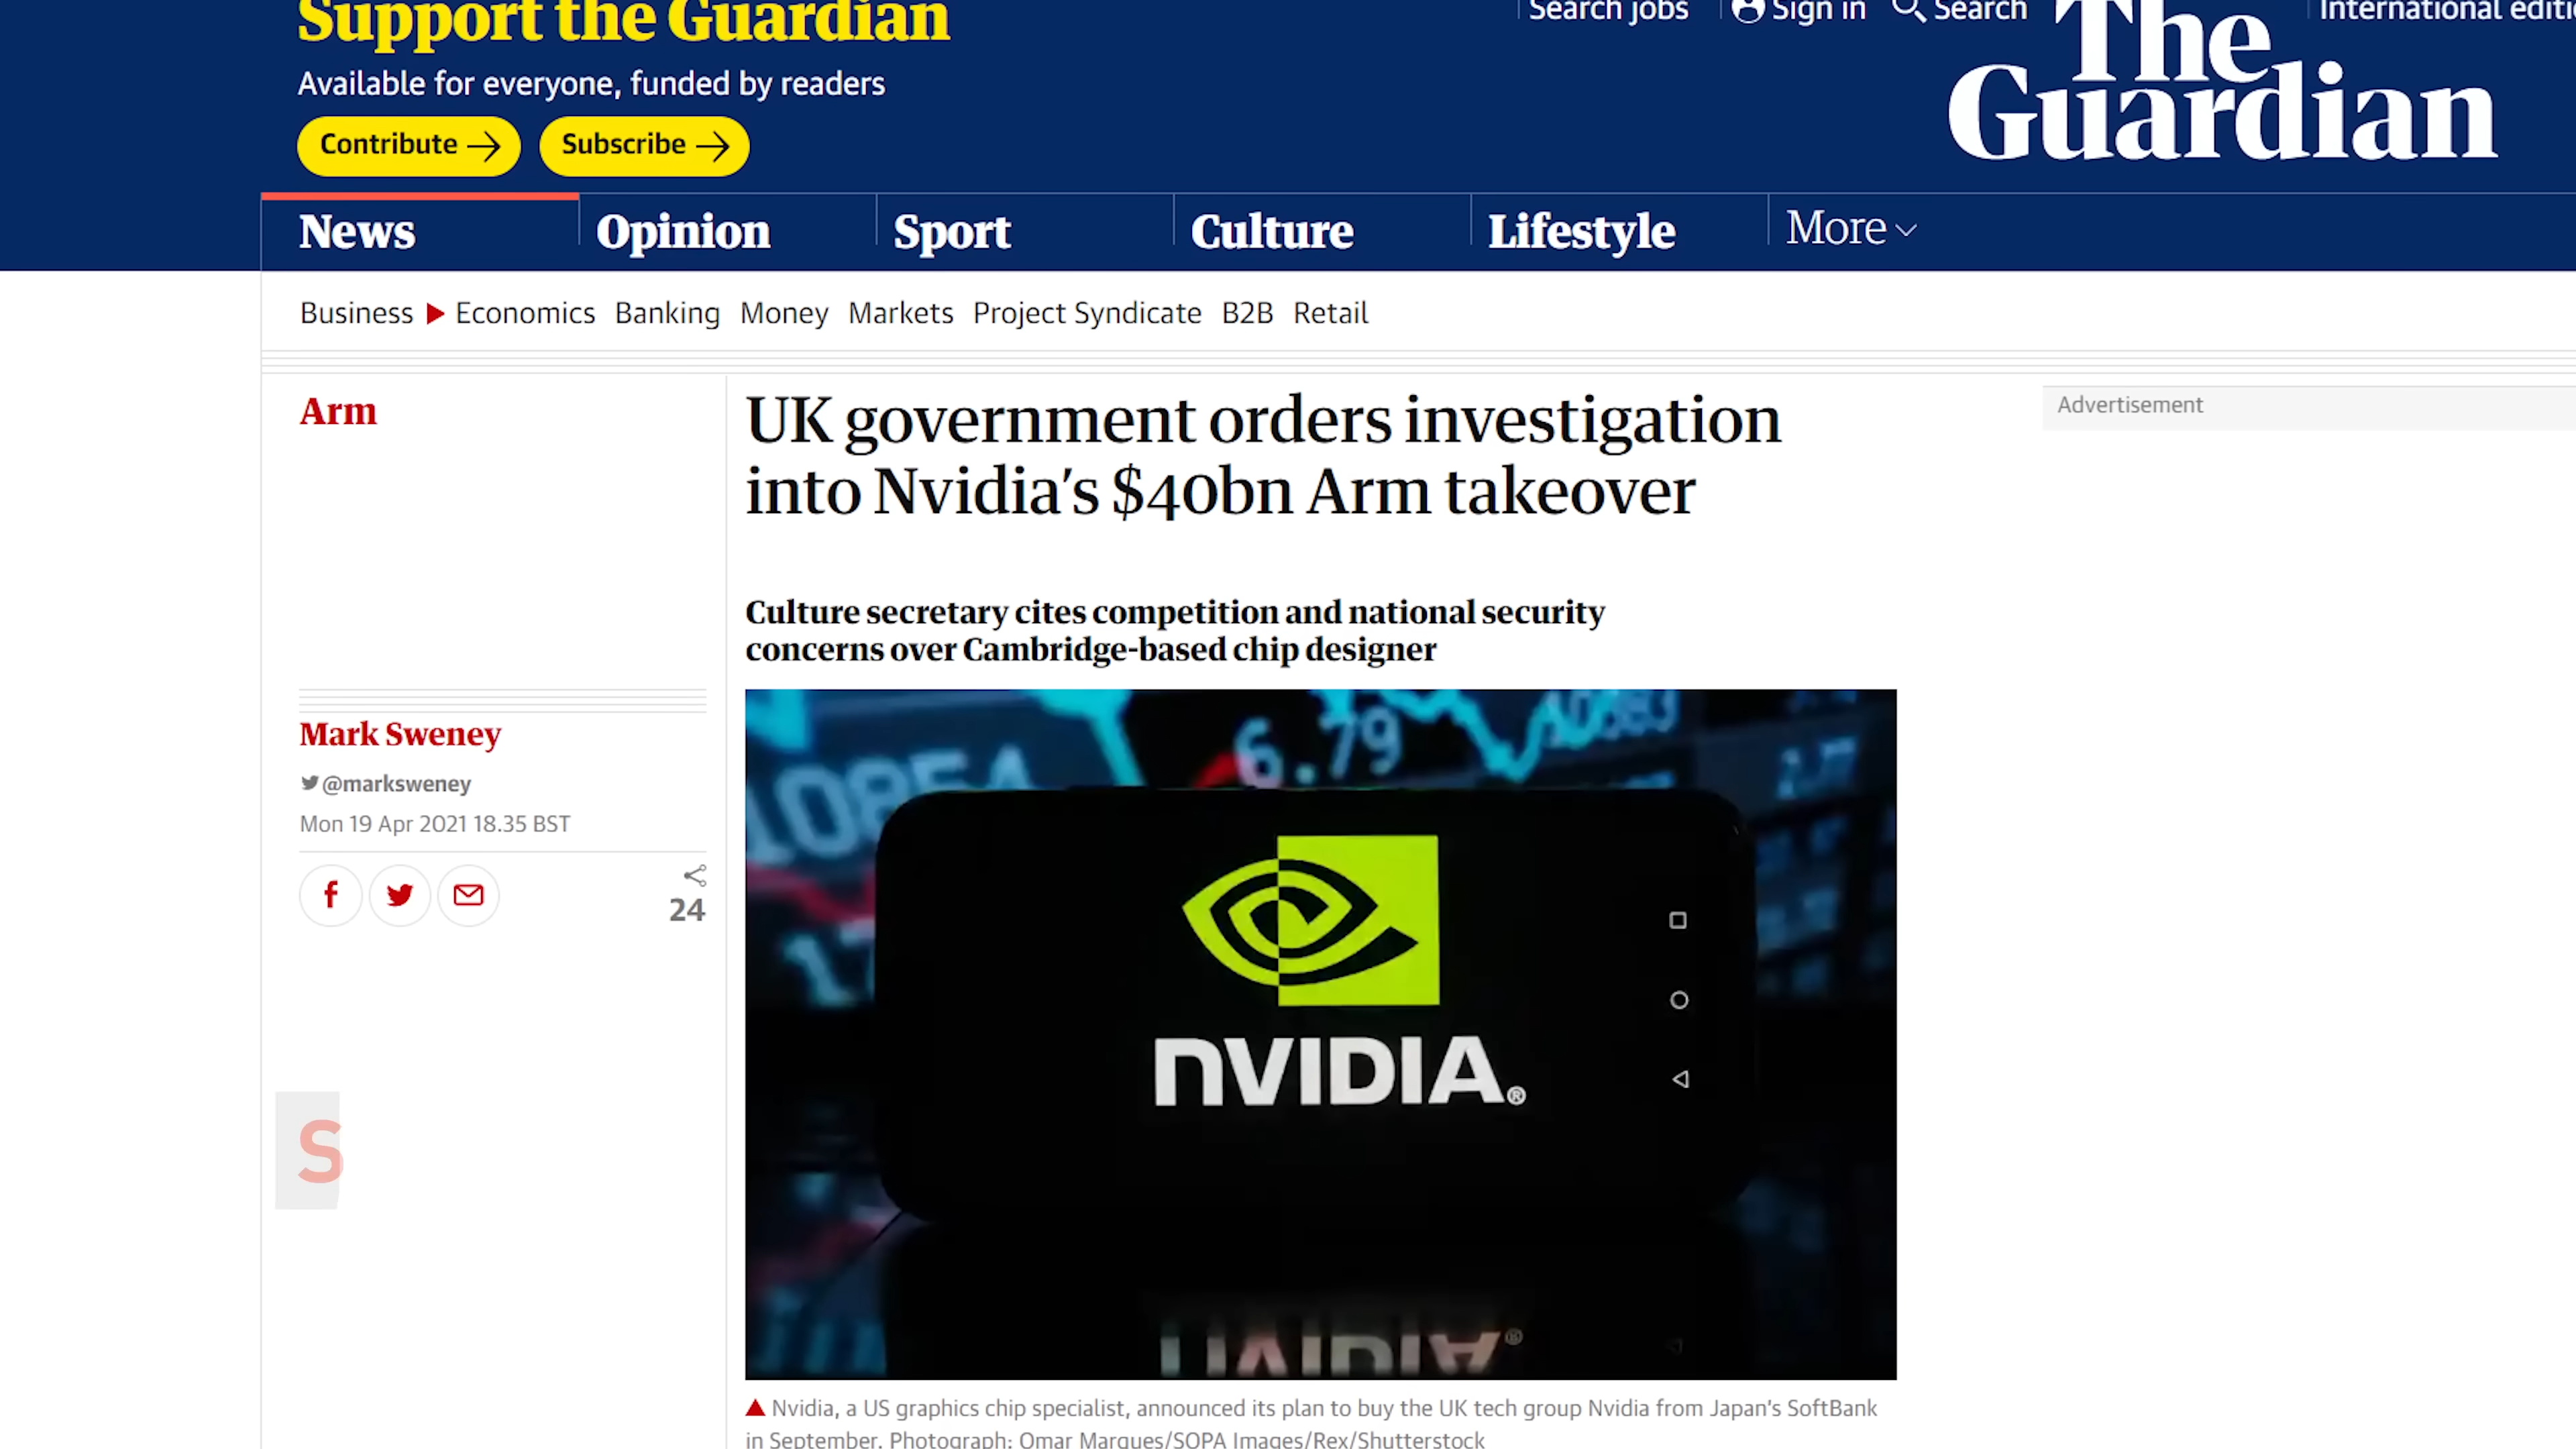 Support the Guardian
Search jobs
Sign in
Search
International
Available for everyone, funded by readers
The
Guardian
Contribute
Subscribe
News
Opinion
Sport
Culture
Lifestyle
More
Business Economics Banking Money Markets Project Syndicate B2B Retail
Arm
UK government orders investigation
into Nvidia's $40bn Arm takeover
Advertisement
Culture secretary cites competition and national security
concerns over Cambridge-based chip designer
Mark Sweney
@marksweney
Mon 19 Apr 2021 18.35 BST
24
S
6.79
NVIDIA®
Nvidia, a US graphics chip specialist, announced its plan to buy the UK tech group Nvidia from Japan's SoftBank
in September. Photograph: Omar Marques/SOPA Images/Rex/Shutterstock